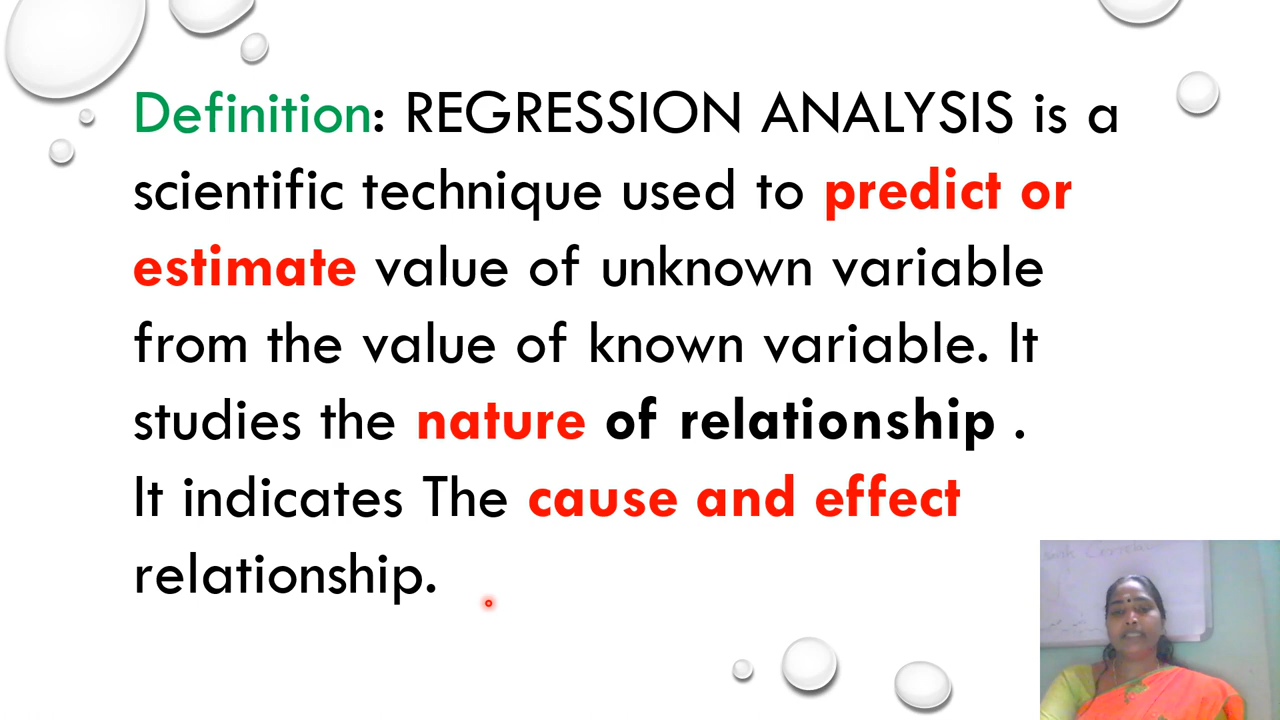 Definition: REGRESSION ANALYSIS is a
scientific technique used to predict or
estimate value of unknown variable
from the value of known variable. It
studies the nature of relationship .
It indicates The cause and effect
relationship.